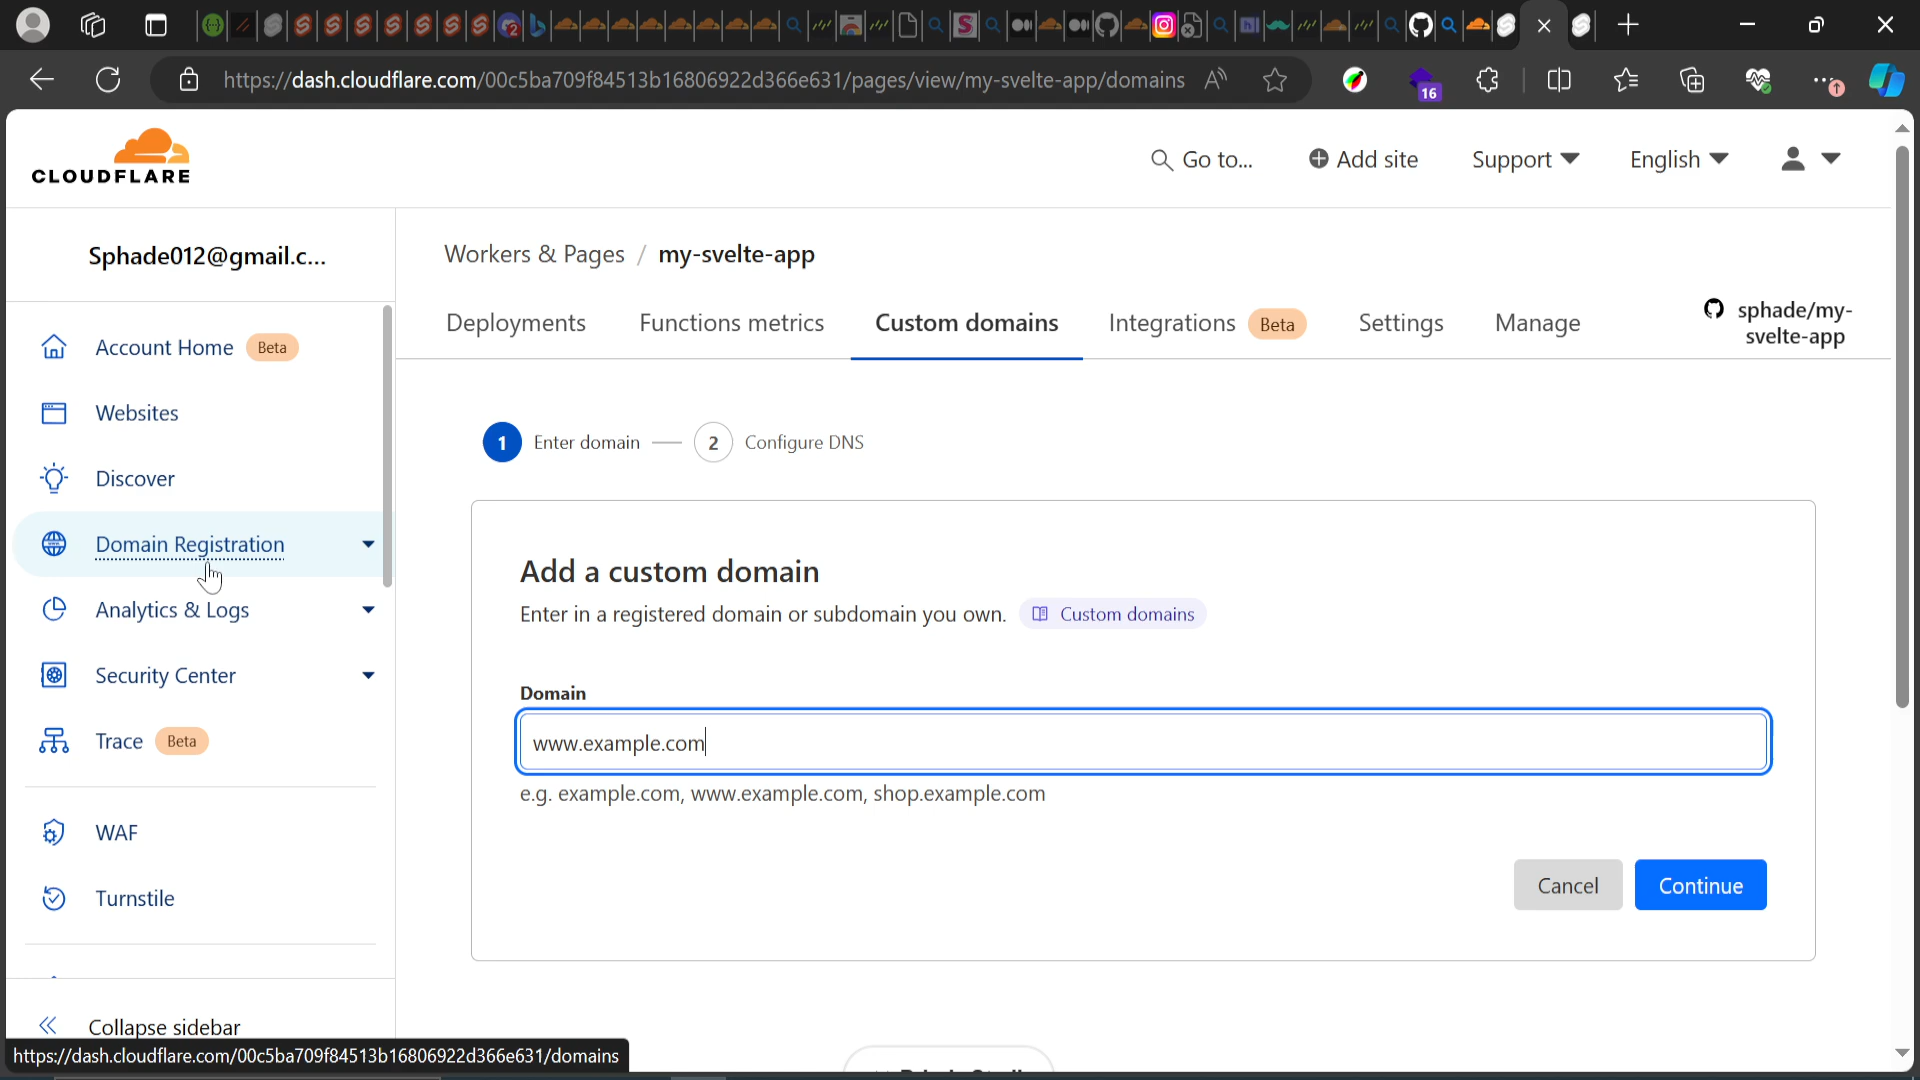 https://dash.cloudflare.com/00c5ba709f84513b16806922d366e631/pages/view/my-svelte-app/domains
16
CLOUDFLARE
Go to...
Add site
Support
English
Sphade012@gmail.c...
Workers & Pages / my-svelte-app
Deployments
Functions metrics
Custom domains
Integrations Beta
Settings
Manage
sphade/my-
svelte-app
Account Home Beta
Websites
Discover
Domain Registration
Analytics & Logs
Security Center
Trace Beta
WAF
Turnstile
Collapse sidebar
1 Enter domain
2 Configure DNS
Add a custom domain
Enter in a registered domain or subdomain you own. Custom domains
Domain
www.example.com
e.g. example.com, www.example.com, shop.example.com
Cancel
Continue
https://dash.cloudflare.com/00c5ba709f84513b16806922d366e631/domains